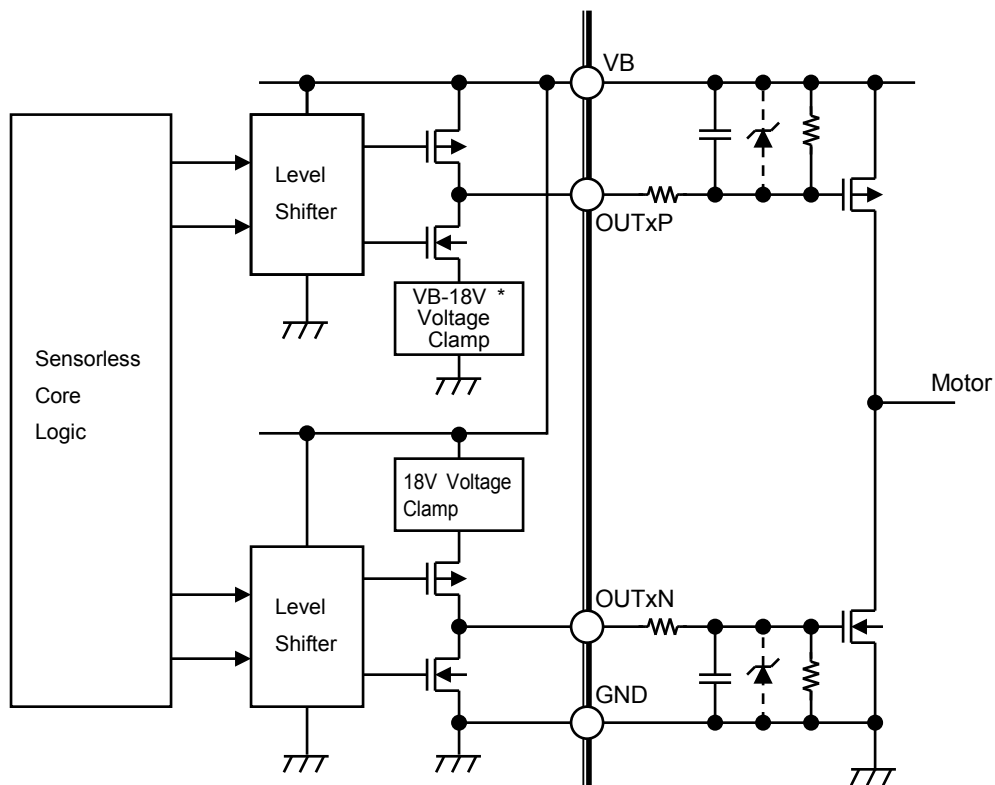 VB
Level
Shifter
OUTxP
VB-18V *
Voltage
Clamp
Sensorless
Core
Logic
Motor
18V Voltage
Clamp
Level
Shifter
OUTxN
GND